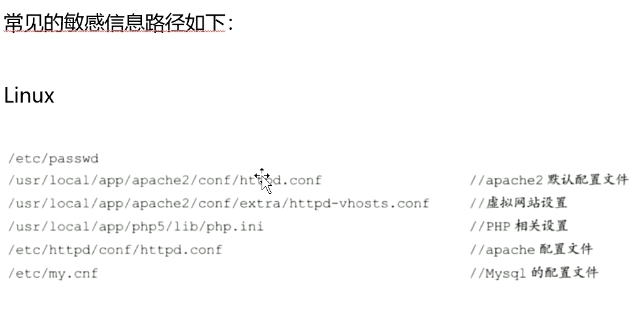 常见的敏感信息路径如下：
Linux
/etc/passwd
/usr/local/app/apache2/conf/httpd.conf //apache2 默认配置文件
/usr/local/app/apache2/conf/extra/httpd-vhosts.conf //虚拟网站设置
/usr/local/app/php5/lib/php.ini //PHP 相关设置
/etc/httpd/conf/httpd.conf //apache 配置文件
/etc/my.cnf //Mysql 的配置文件